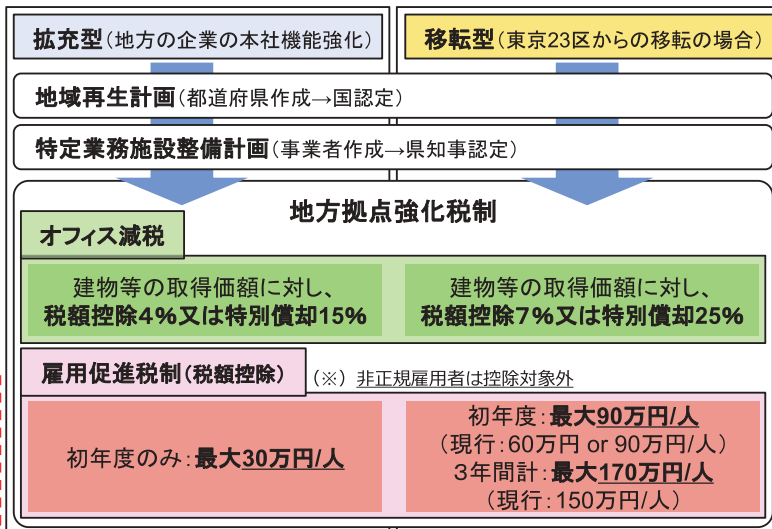 拡充型(地方の企業の本社機能強化)
移転型(東京23区からの移転の場合)
地域再生計画(都道府県作成→国認定)
特定業務施設整備計画(事業者作成→県知事認定)
地方拠点強化税制
オフィス減税
建物等の取得価額に対し、
税額控除4%又は特別償却15%
建物等の取得価額に対し、
税額控除7%又は特別償却25%
雇用促進税制(税額控除) (※) 非正規雇用者は控除対象外
初年度のみ:最大30万円/人
初年度:最大90万円/人
(現行:60万円 or 90万円/人)
3年間計:最大170万円/人
(現行:150万円/人)